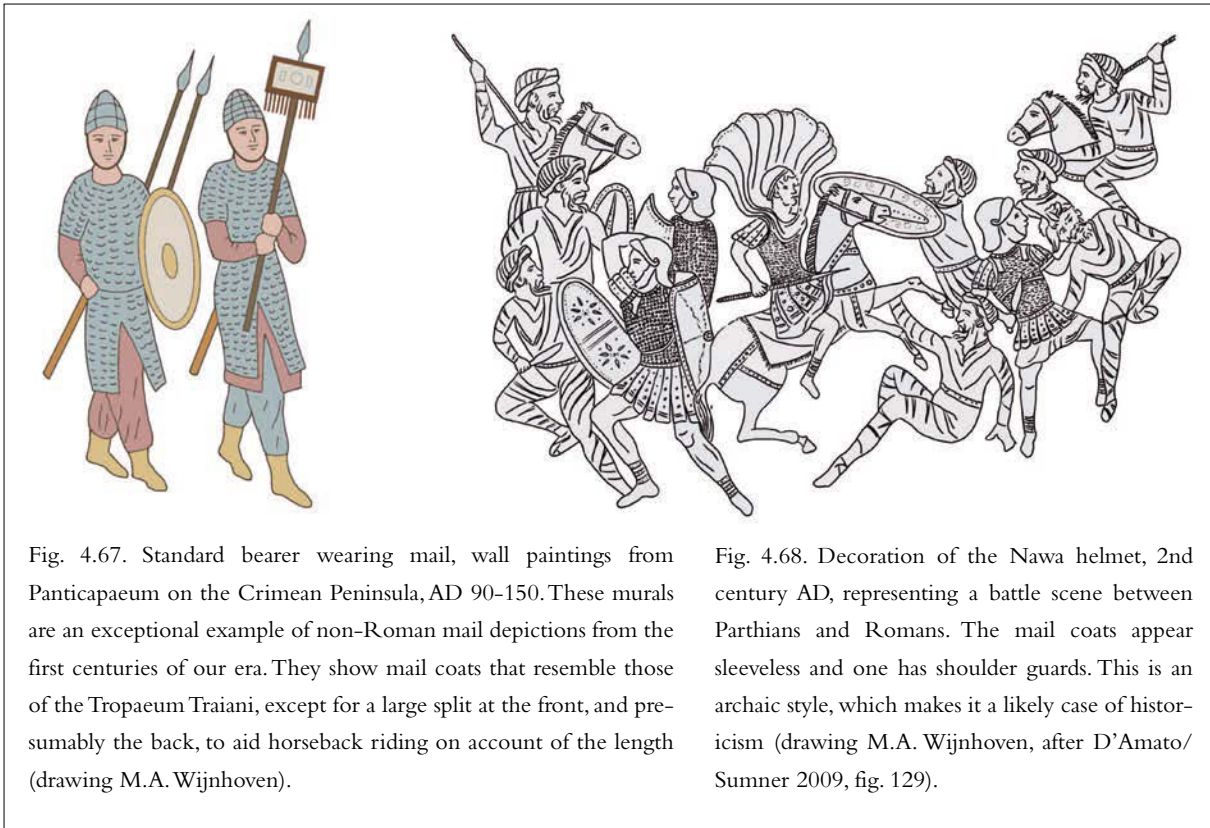 Fig. 4.67. Standard bearer wearing mail, wall paintings from
Panticapaeum on the Crimean Peninsula, AD 90-150. These murals
are an exceptional example of non-Roman mail depictions from the
first centuries of our era. They show mail coats that resemble those
of the Tropaeum Traiani, except for a large split at the front, and pre-
sumably the back, to aid horseback riding on account of the length
(drawing M.A. Wijnhoven).
Fig. 4.68. Decoration of the Nawa helmet, 2nd
century AD, representing a battle scene between
Parthians and Romans. The mail coats appear
sleeveless and one has shoulder guards. This is an
archaic style, which makes it a likely case of histor-
icism (drawing M.A. Wijnhoven, after D’Amato/
Sumner 2009, fig. 129).